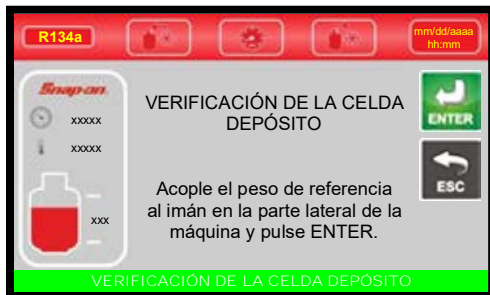 R134a
mm/dd/aaaa
hh:mm
Snap-on
xxxxx
xxxxx
xxx
VERIFICACIÓN DE LA CELDA
DEPÓSITO
Acople el peso de referencia
al imán en la parte lateral de la
máquina y pulse ENTER.
ENTER
ESC
VERIFICACIÓN DE LA CELDA DEPÓSITO